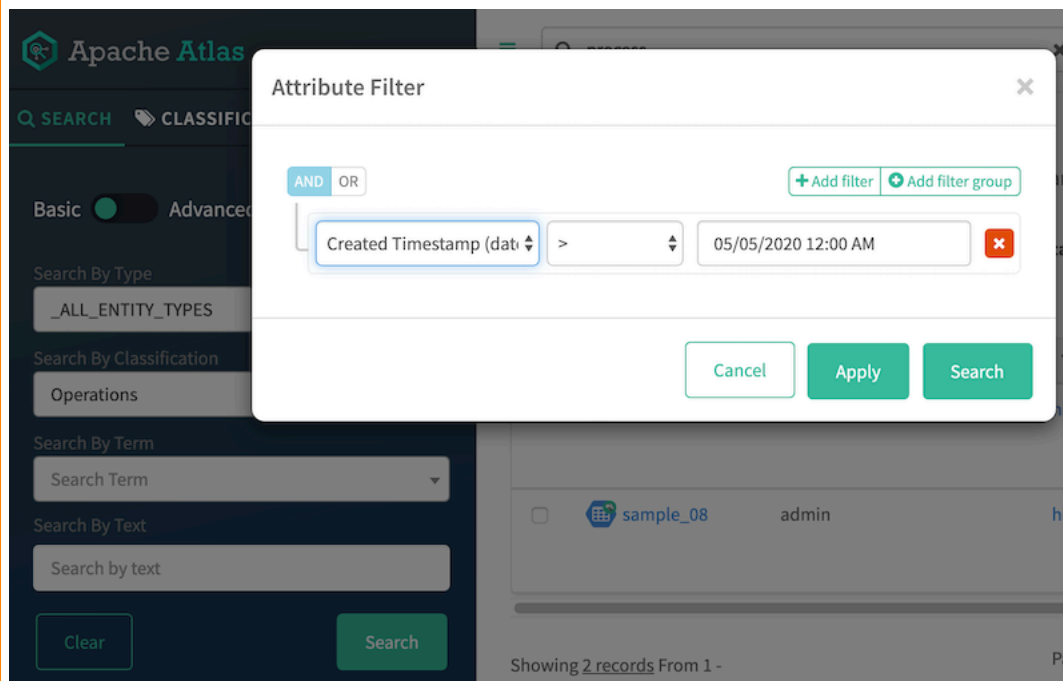 Apache Atlas
process
SEARCH CLASSIFIC
Attribute Filter
AND OR
Add filter Add filter group
Created Timestamp (date > 05/05/2020 12:00 AM
Basic Advanced
Search By Type
_ALL_ENTITY_TYPES
Search By Classification
Operations
Search By Term
Search Term
Search By Text
Search by text
Clear Search
Cancel Apply Search
sample_08 admin h
Showing 2 records From 1 -